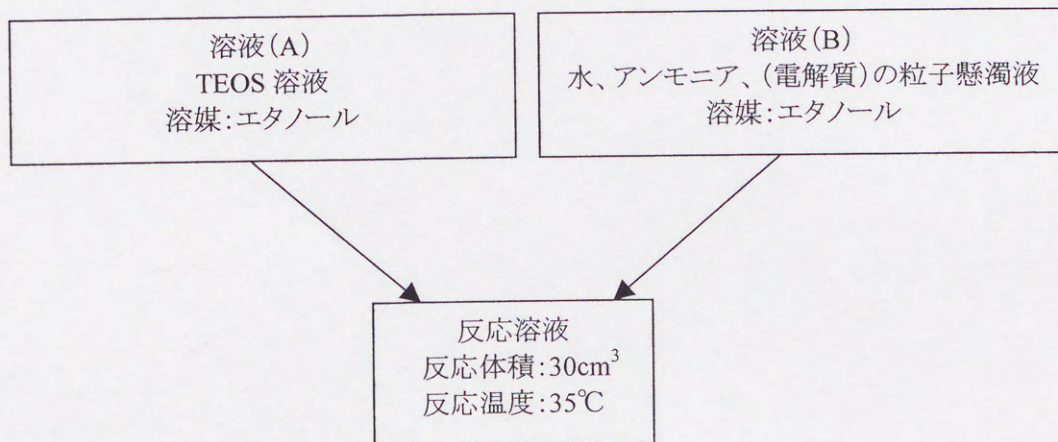 溶液(A)
TEOS 溶液
溶媒:エタノール
溶液(B)
水、アンモニア、(電解質)の粒子懸濁液
溶媒:エタノール
反応溶液
反応体積:30cm³
反応温度:35℃